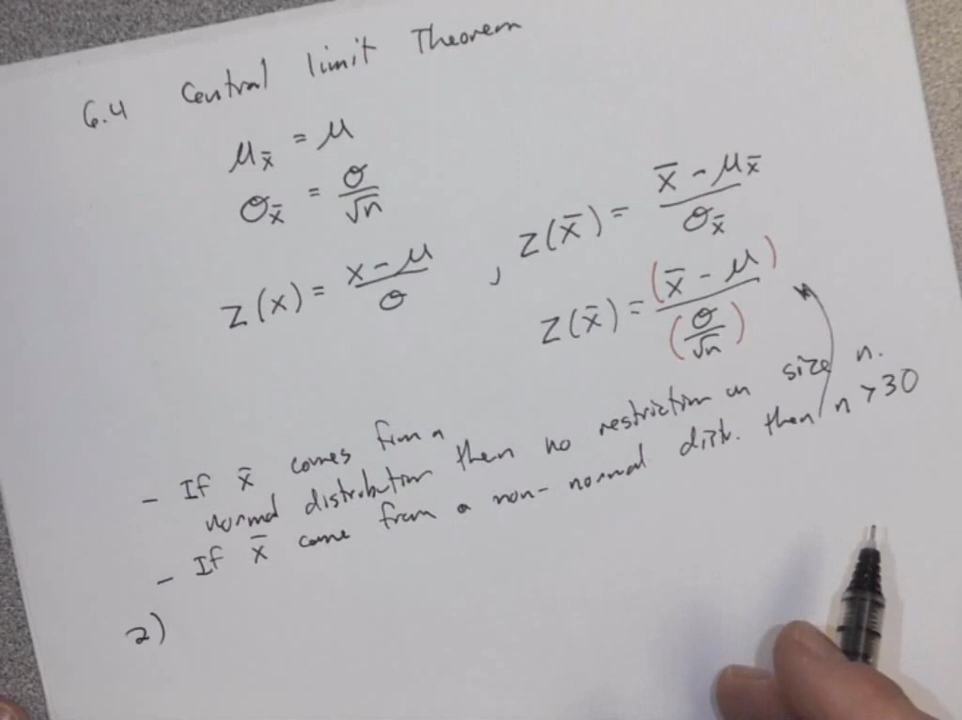 6.4 Central limit Theorem
μx̄ = μ
σx̄ = σ/√n
z(x) = x-μ/σ , z(x̄) = x̄-μx̄/σx̄
z(x̄) = (x̄-μ)/(σ/√n)
- If x̄ comes from a
normal distribution then no restriction on size n.
- If x̄ come from a non-normal distr. then n > 30
2)